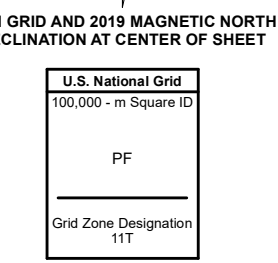 GRID AND 2019 MAGNETIC NORTH
AT CENTER OF SHEET
U.S. National Grid
100,000 - m Square ID
PF
Grid Zone Designation
11T